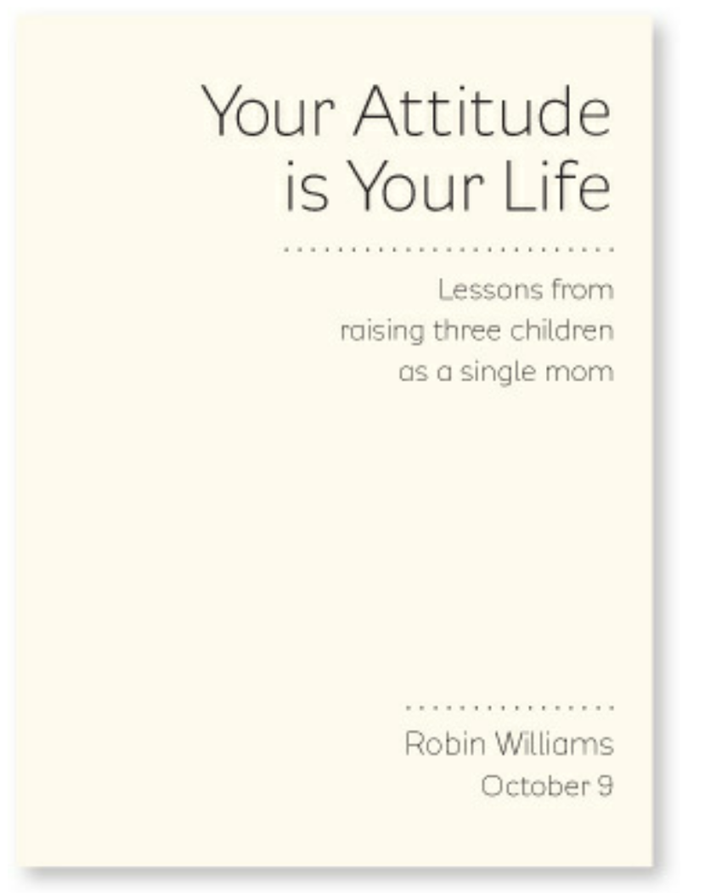 Your Attitude
is Your Life
Lessons from
raising three children
as a single mom
Robin Williams
October 9